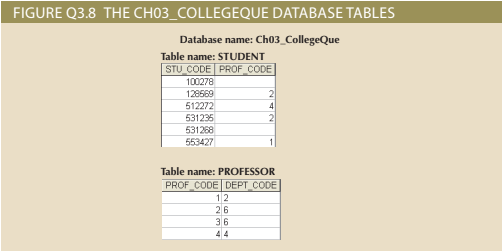 FIGURE Q3.8 THE CH03_COLLEGEQUE DATABASE TABLES
Database name: Ch03_CollegeQue
Table name: STUDENT
STU_CODE PROF_CODE
100278
128569 2
512272 4
531235 2
531268
553427 1
Table name: PROFESSOR
PROF_CODE DEPT_CODE
1 2
2 6
3 6
4 4